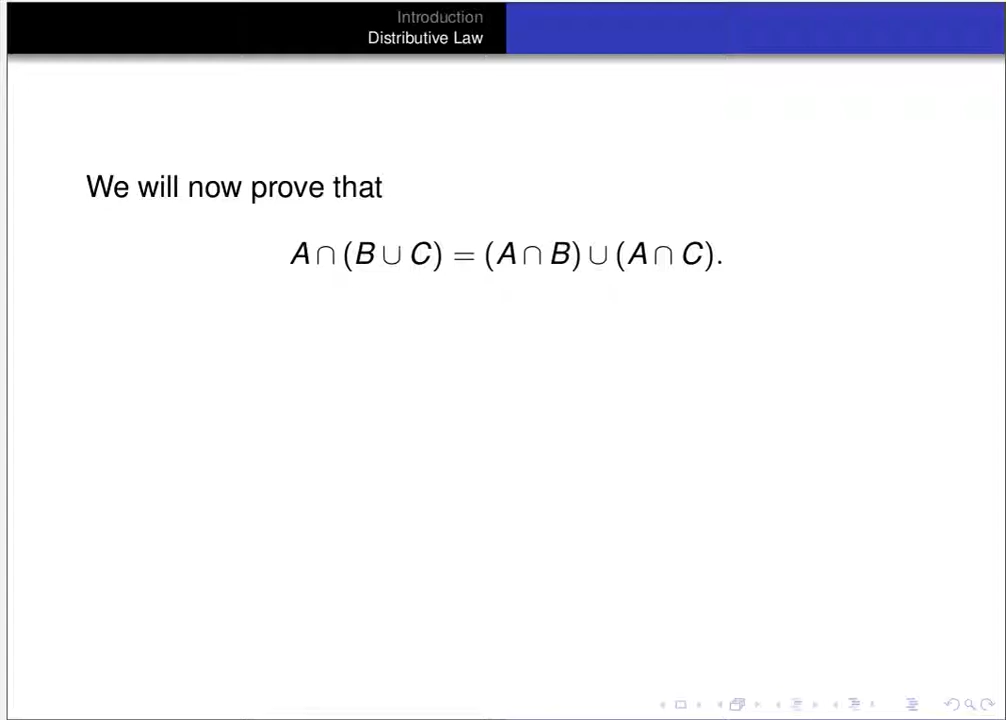 Introduction
Distributive Law
We will now prove that
A ∩ (B ∪ C) = (A ∩ B) ∪ (A ∩ C).